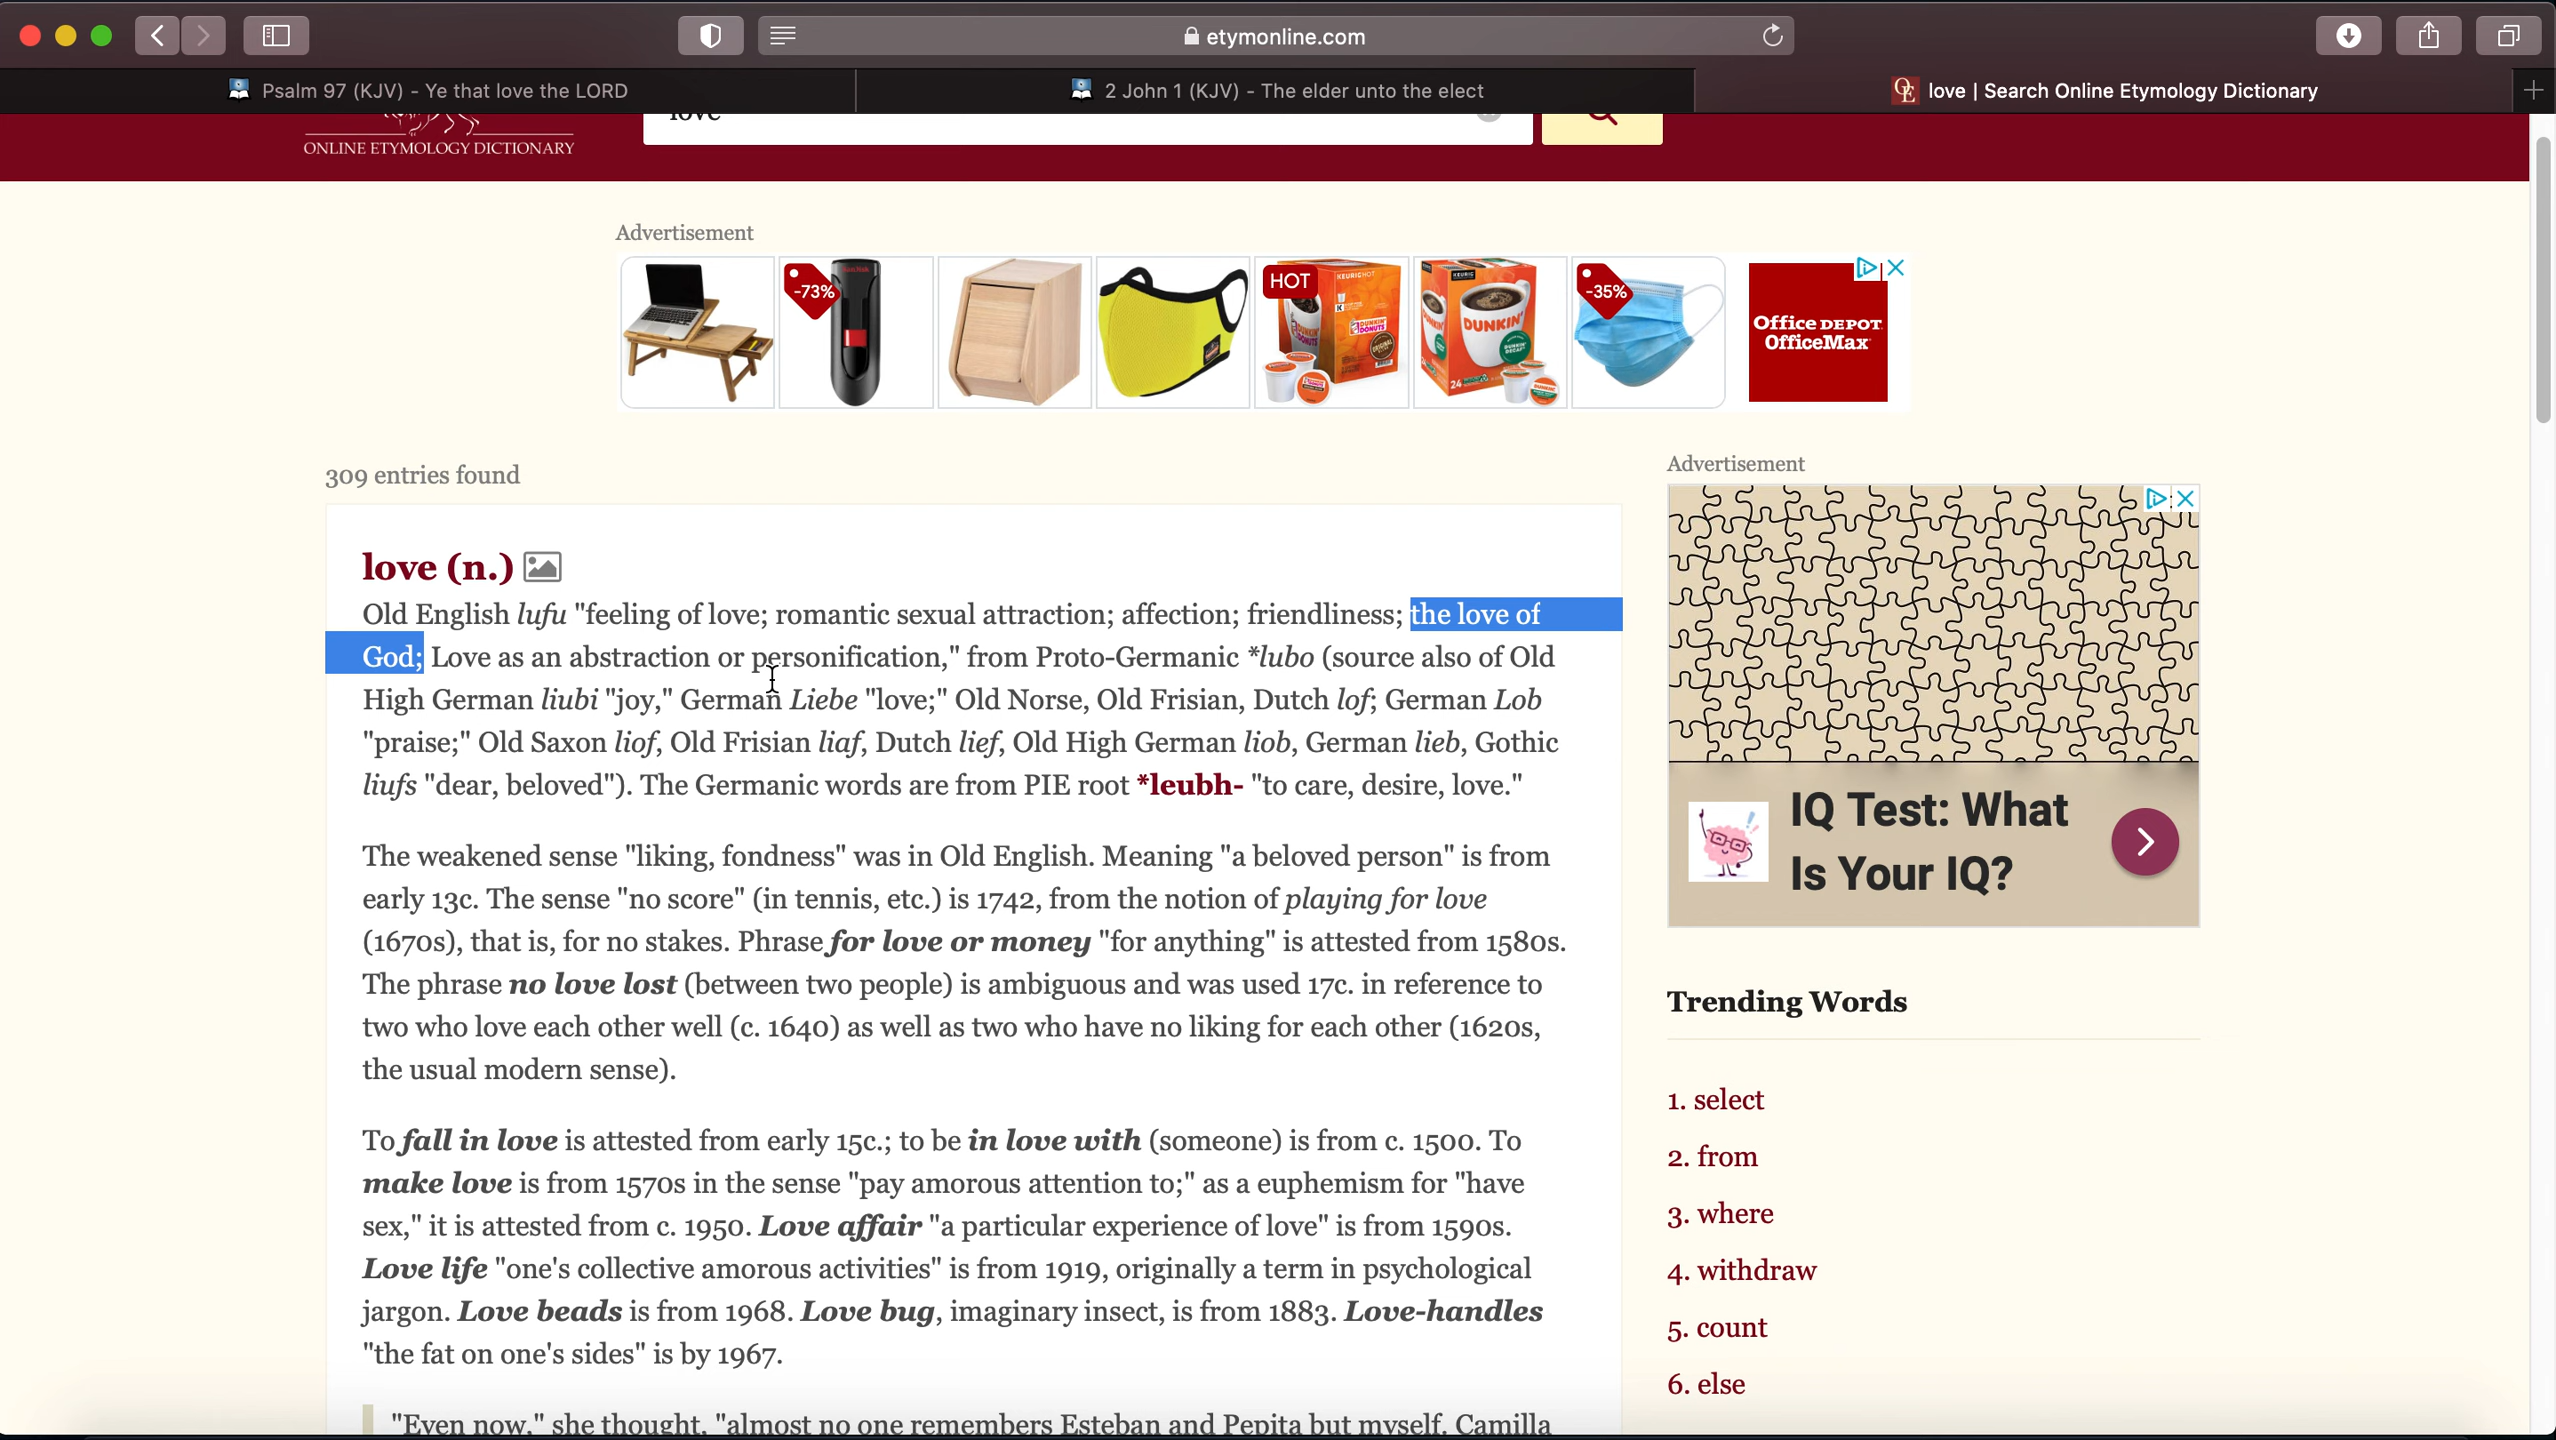 etymonline.com
Psalm 97 (KJV) - Ye that love the LORD
2 John 1 (KJV) - The elder unto the elect
OE love | Search Online Etymology Dictionary
ONLINE ETYMOLOGY DICTIONARY
love
Advertisement
-73%
SanDisk
HOT
KEURIG HOT
DUNKIN' DONUTS
ORIGINAL
KEURIG
DUNKIN'
DUNKIN' DECAF
24
-35%
Office DEPOT
OfficeMax
309 entries found
Advertisement
love (n.)
Old English lufu "feeling of love; romantic sexual attraction; affection; friendliness; the love of
God; Love as an abstraction or personification," from Proto-Germanic *lubo (source also of Old
High German liubi "joy," German Liebe "love;" Old Norse, Old Frisian, Dutch lof; German Lob
"praise;" Old Saxon liof, Old Frisian liaf, Dutch lief, Old High German liob, German lieb, Gothic
liufs "dear, beloved"). The Germanic words are from PIE root *leubh- "to care, desire, love."
The weakened sense "liking, fondness" was in Old English. Meaning "a beloved person" is from
early 13c. The sense "no score" (in tennis, etc.) is 1742, from the notion of playing for love
(1670s), that is, for no stakes. Phrase for love or money "for anything" is attested from 1580s.
The phrase no love lost (between two people) is ambiguous and was used 17c. in reference to
two who love each other well (c. 1640) as well as two who have no liking for each other (1620s,
the usual modern sense).
To fall in love is attested from early 15c.; to be in love with (someone) is from c. 1500. To
make love is from 1570s in the sense "pay amorous attention to;" as a euphemism for "have
sex," it is attested from c. 1950. Love affair "a particular experience of love" is from 1590s.
Love life "one's collective amorous activities" is from 1919, originally a term in psychological
jargon. Love beads is from 1968. Love bug, imaginary insect, is from 1883. Love-handles
"the fat on one's sides" is by 1967.
"Even now," she thought, "almost no one remembers Esteban and Pepita but myself. Camilla
IQ Test: What
Is Your IQ?
Trending Words
1. select
2. from
3. where
4. withdraw
5. count
6. else